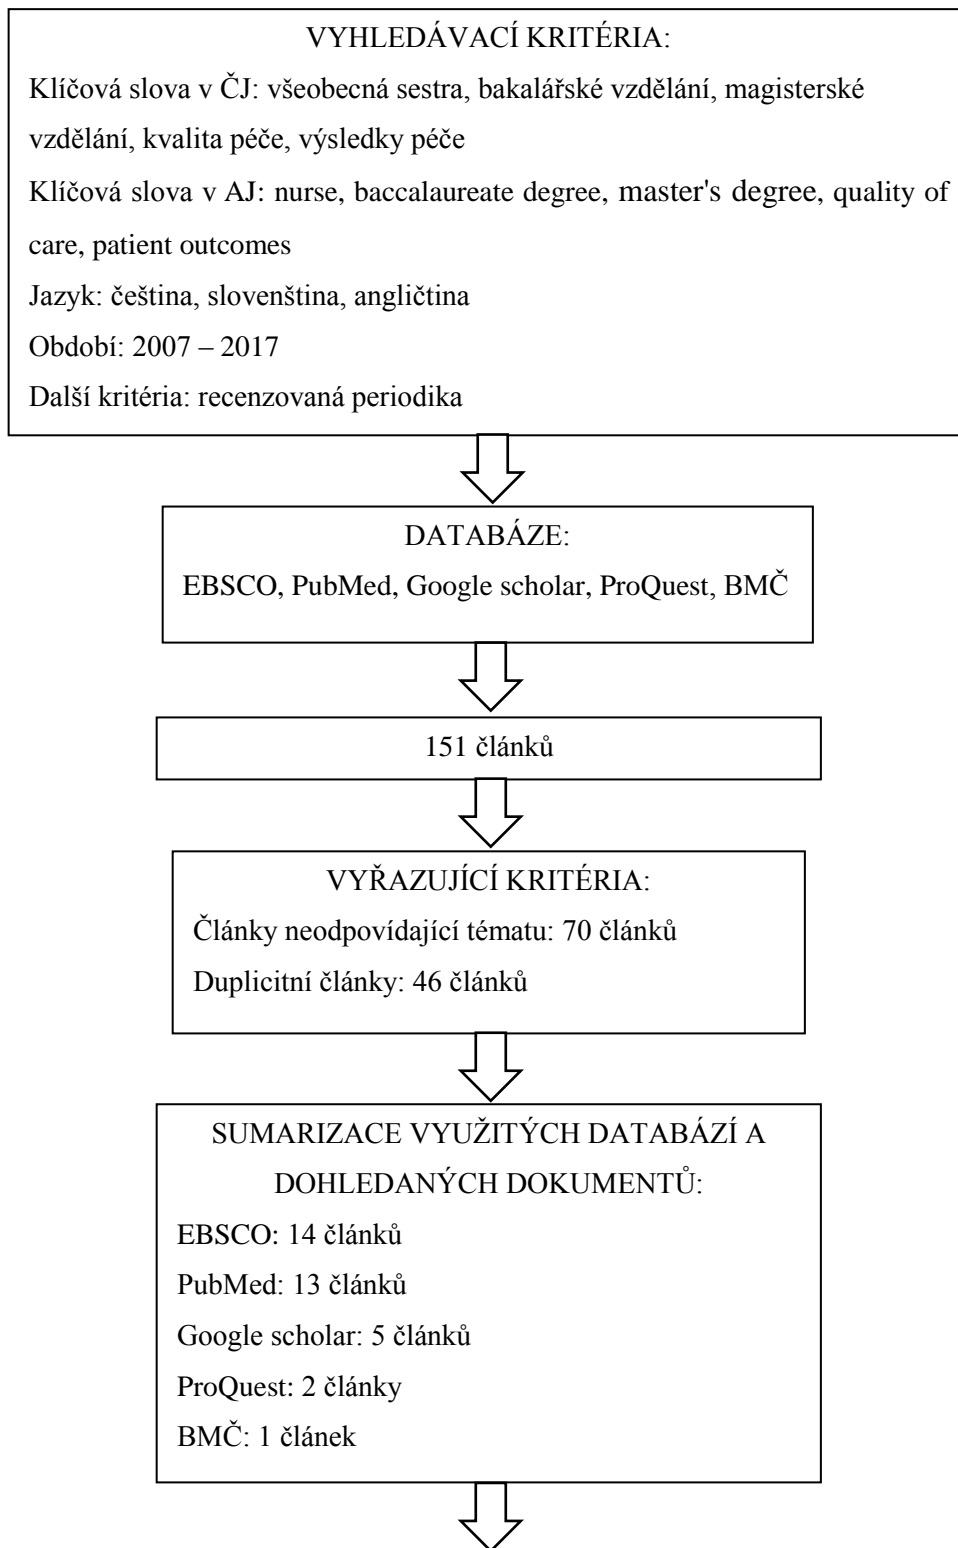 VYHLEDÁVACÍ KRITÉRIA:
Klíčová slova v ČJ: všeobecná sestra, bakalářské vzdělání, magisterské
vzdělání, kvalita péče, výsledky péče
Klíčová slova v AJ: nurse, baccalaureate degree, master's degree, quality of
care, patient outcomes
Jazyk: čeština, slovenština, angličtina
Období: 2007 – 2017
Další kritéria: recenzovaná periodika
DATABÁZE:
EBSCO, PubMed, Google scholar, ProQuest, BMČ
151 článků
VYŘAZUJÍCÍ KRITÉRIA:
Články neodpovídající tématu: 70 článků
Duplicitní články: 46 článků
SUMARIZACE VYUŽITÝCH DATABÁZÍ A
DOHLEDANÝCH DOKUMENTŮ:
EBSCO: 14 článků
PubMed: 13 článků
Google scholar: 5 článků
ProQuest: 2 články
BMČ: 1 článek